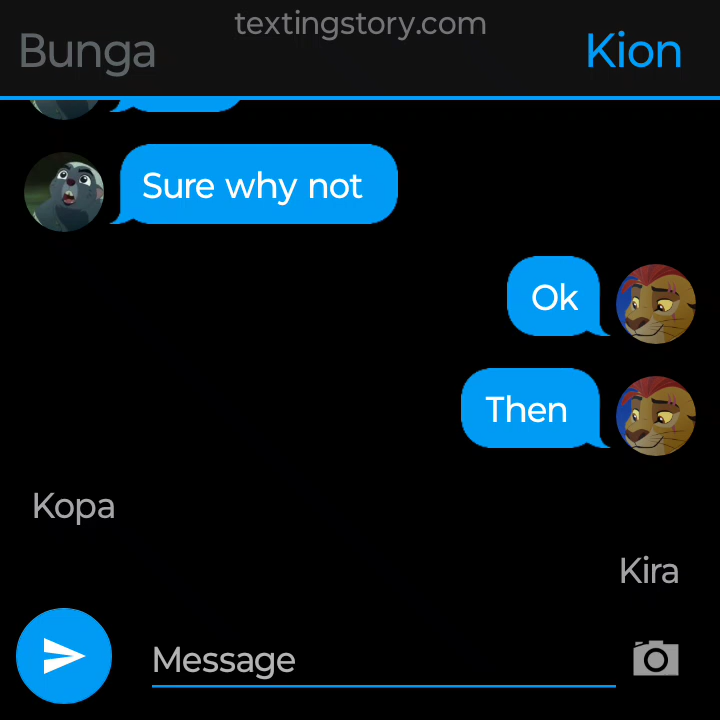 textingstory.com
Bunga
Kion
Sure why not
Ok
Then
Kopa
Kira
Message